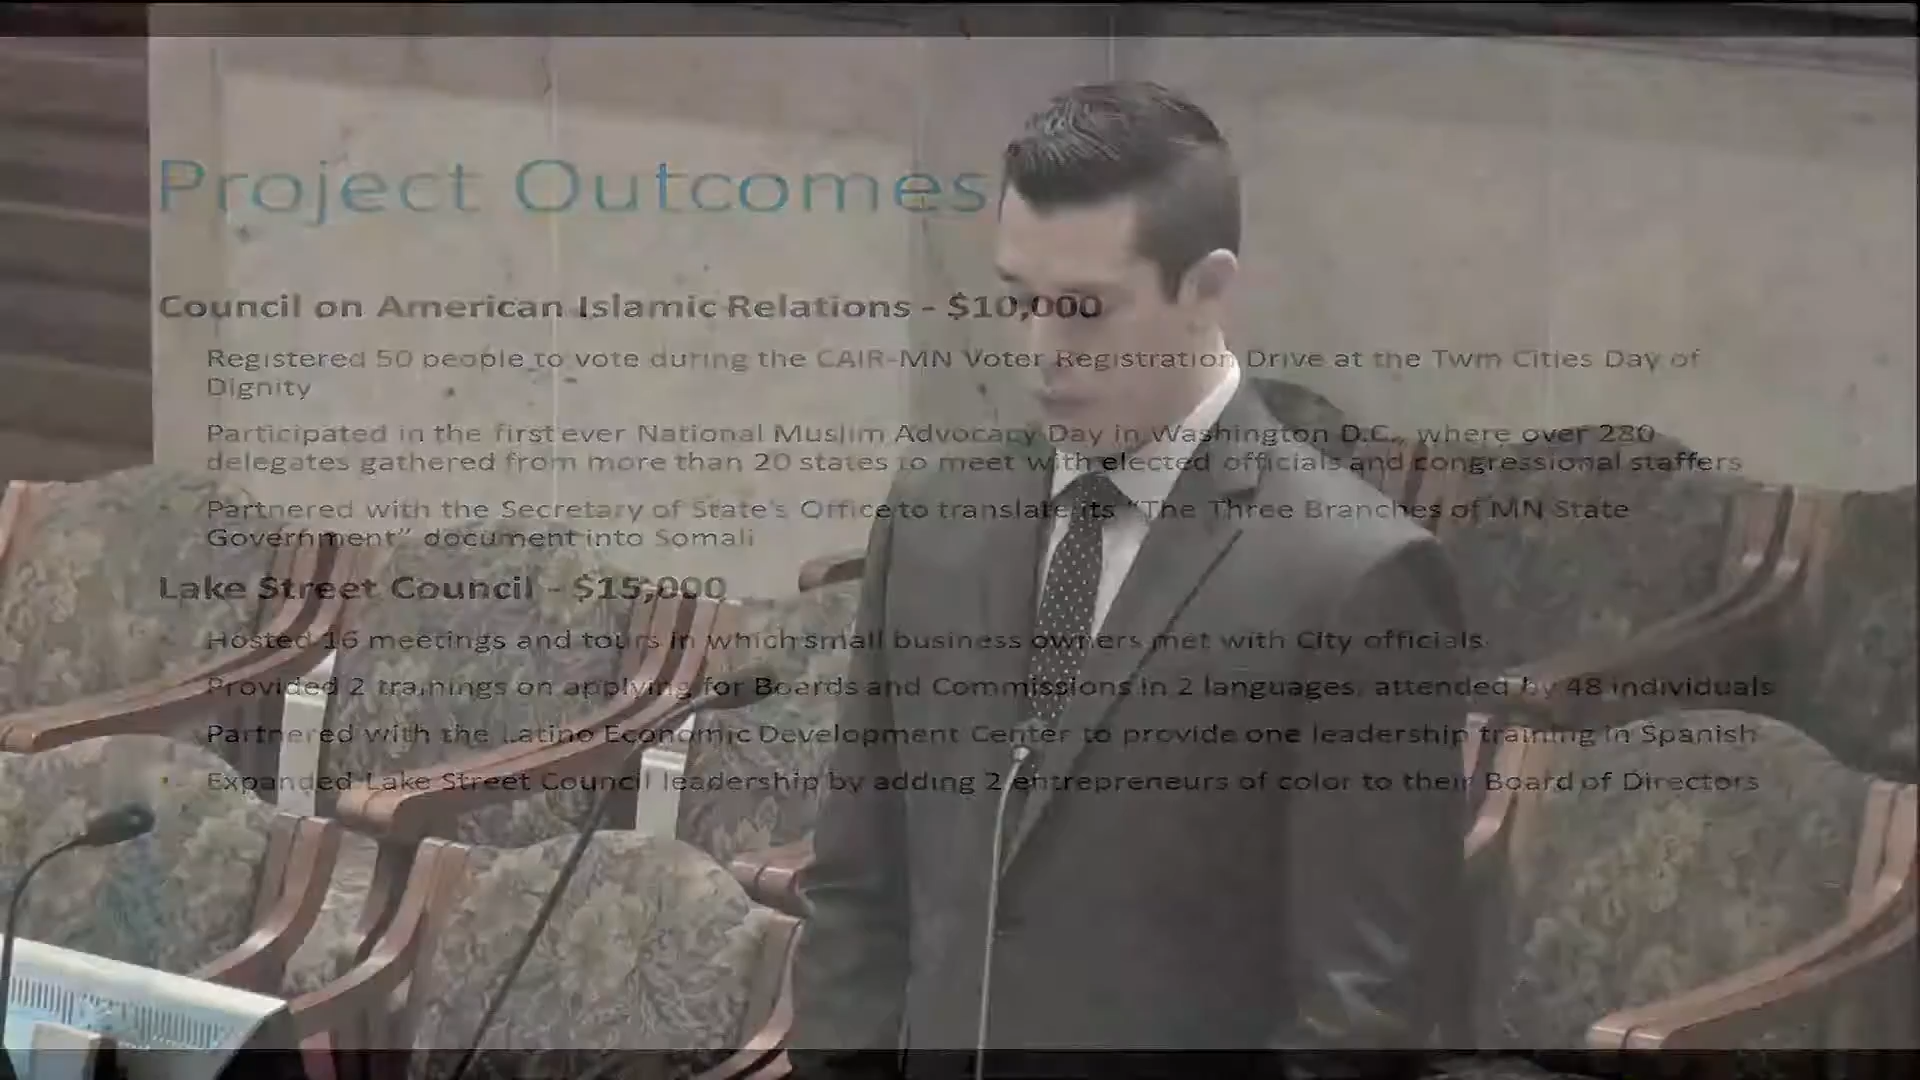 Project Outcomes
Council on American Islamic Relations - $10,000
Registered 50 people to vote during the CAIR-MN Voter Registration Drive at the Twin Cities Day of
Dignity
Participated in the first ever National Muslim Advocacy Day in Washington D.C., where over 280
delegates gathered from more than 20 states to meet with elected officials and congressional staffers
Partnered with the Secretary of State's Office to translate its "The Three Branches of MN State
Government" document into Somali
Lake Street Council - $15,000
Hosted 16 meetings and tours in which small business owners met with City officials
Provided 2 trainings on applying for Boards and Commissions in 2 languages, attended by 48 individuals
Partnered with the Latino Economic Development Center to provide one leadership training in Spanish
Expanded Lake Street Council leadership by adding 2 entrepreneurs of color to their Board of Directors